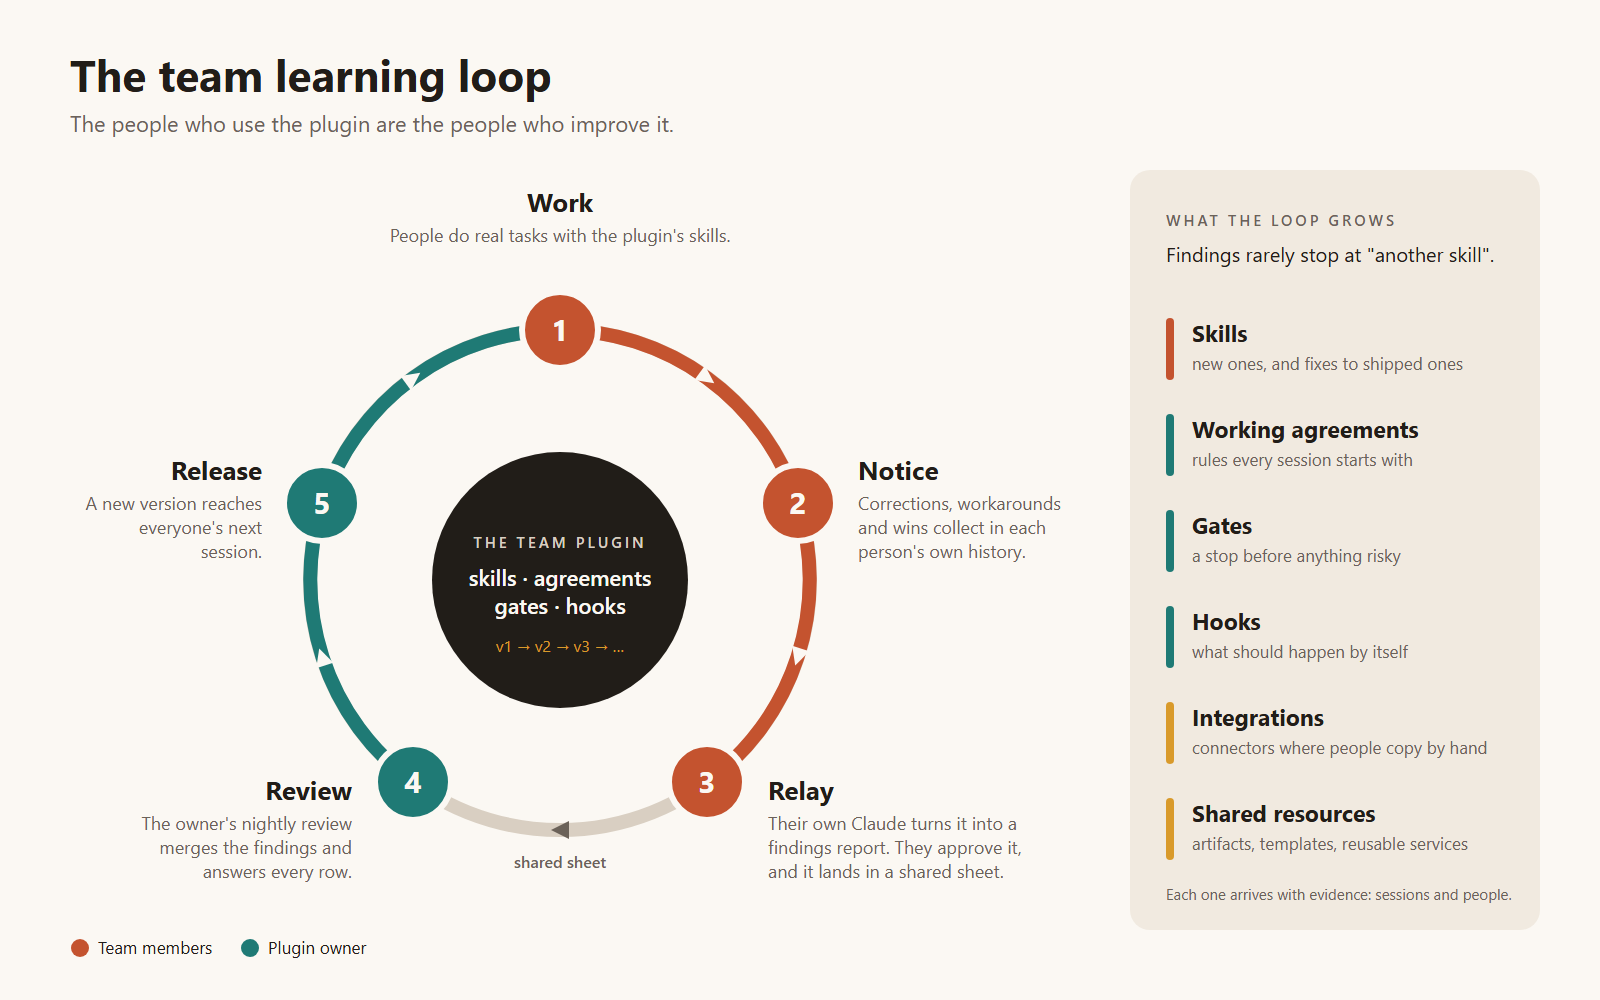 The team learning loop
The people who use the plugin are the people who improve it.
Work
People do real tasks with the plugin's skills.
1
2
Notice
Corrections, workarounds
and wins collect in each
person's own history.
3
Relay
Their own Claude turns it into a
findings report. They approve it,
and it lands in a shared sheet.
shared sheet
4
Review
The owner's nightly review
merges the findings and
answers every row.
5
Release
A new version reaches
everyone's next
session.
THE TEAM PLUGIN
skills · agreements
gates · hooks
v1 → v2 → v3 → ...
Team members
Plugin owner
WHAT THE LOOP GROWS
Findings rarely stop at "another skill".
Skills
new ones, and fixes to shipped ones
Working agreements
rules every session starts with
Gates
a stop before anything risky
Hooks
what should happen by itself
Integrations
connectors where people copy by hand
Shared resources
artifacts, templates, reusable services
Each one arrives with evidence: sessions and people.